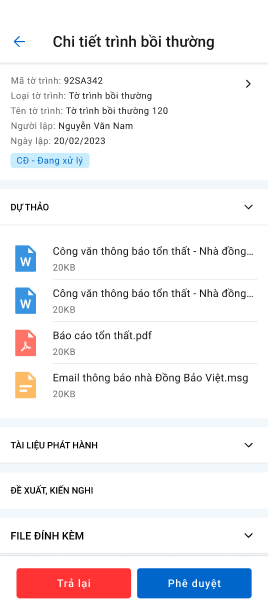 Chi tiết trình bồi thường
Mã tờ trình: 92SA342
Loại tờ trình: Tờ trình bồi thường
Tên tờ trình: Tờ trình bồi thường 120
Người lập: Nguyễn Văn Nam
Ngày lập: 20/02/2023
CĐ - Đang xử lý
DỰ THẢO
W
Công văn thông báo tổn thất - Nhà đồng...
20KB
W
Công văn thông báo tổn thất - Nhà đồng...
20KB
Báo cáo tổn thất.pdf
20KB
Email thông báo nhà Đồng Bảo Việt.msg
20KB
TÀI LIỆU PHÁT HÀNH
ĐỀ XUẤT, KIẾN NGHI
FILE ĐÍNH KÈM
Trả lại
Phê duyệt